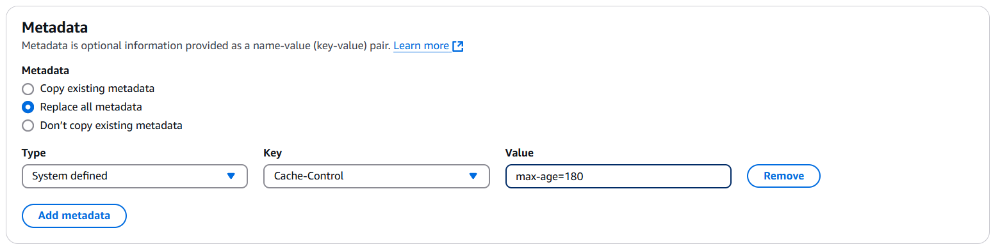 Metadata
Metadata is optional information provided as a name-value (key-value) pair. Learn more
Metadata
Copy existing metadata
Replace all metadata
Don’t copy existing metadata
Type Key Value
System defined Cache-Control max-age=180 Remove
Add metadata